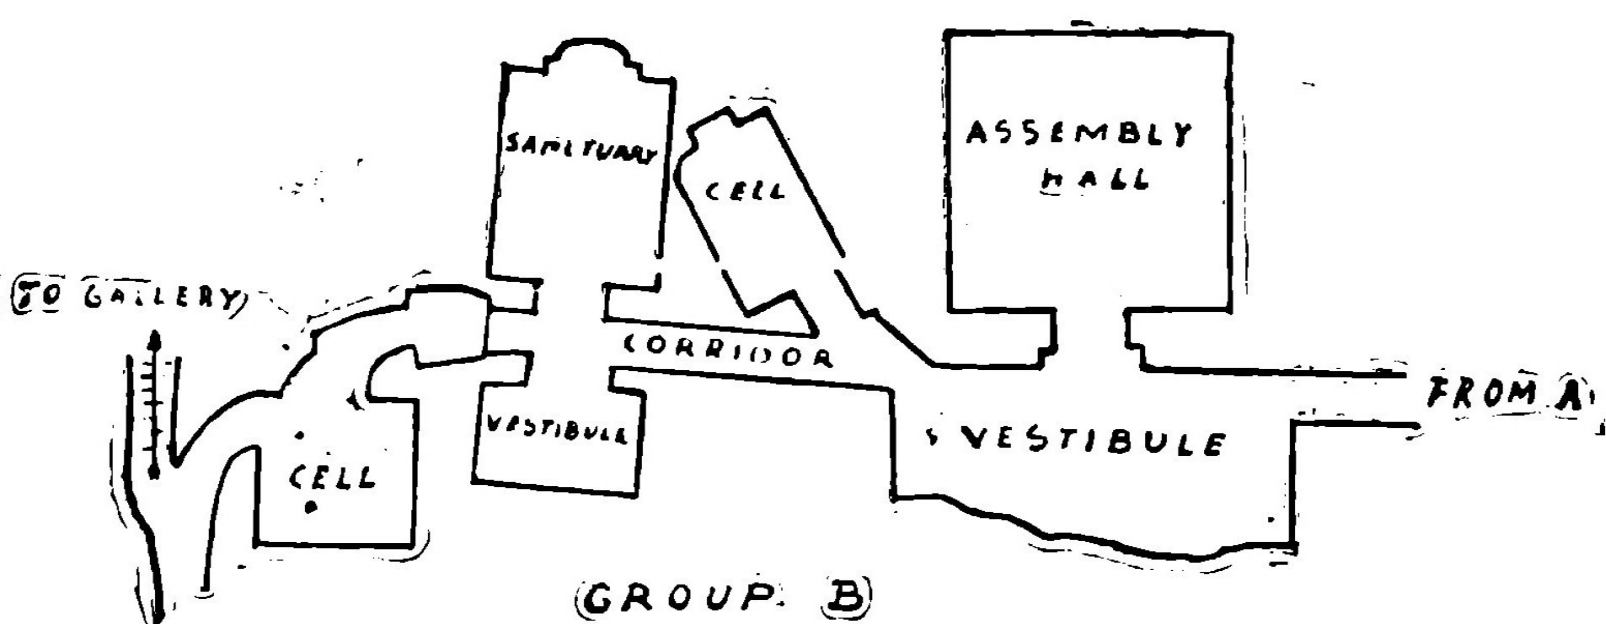 SANCTUARY
CELL
ASSEMBLY
HALL
(TO GALLERY)
CORRIDOR
FROM A
VESTIBULE
VESTIBULE
CELL
GROUP. B